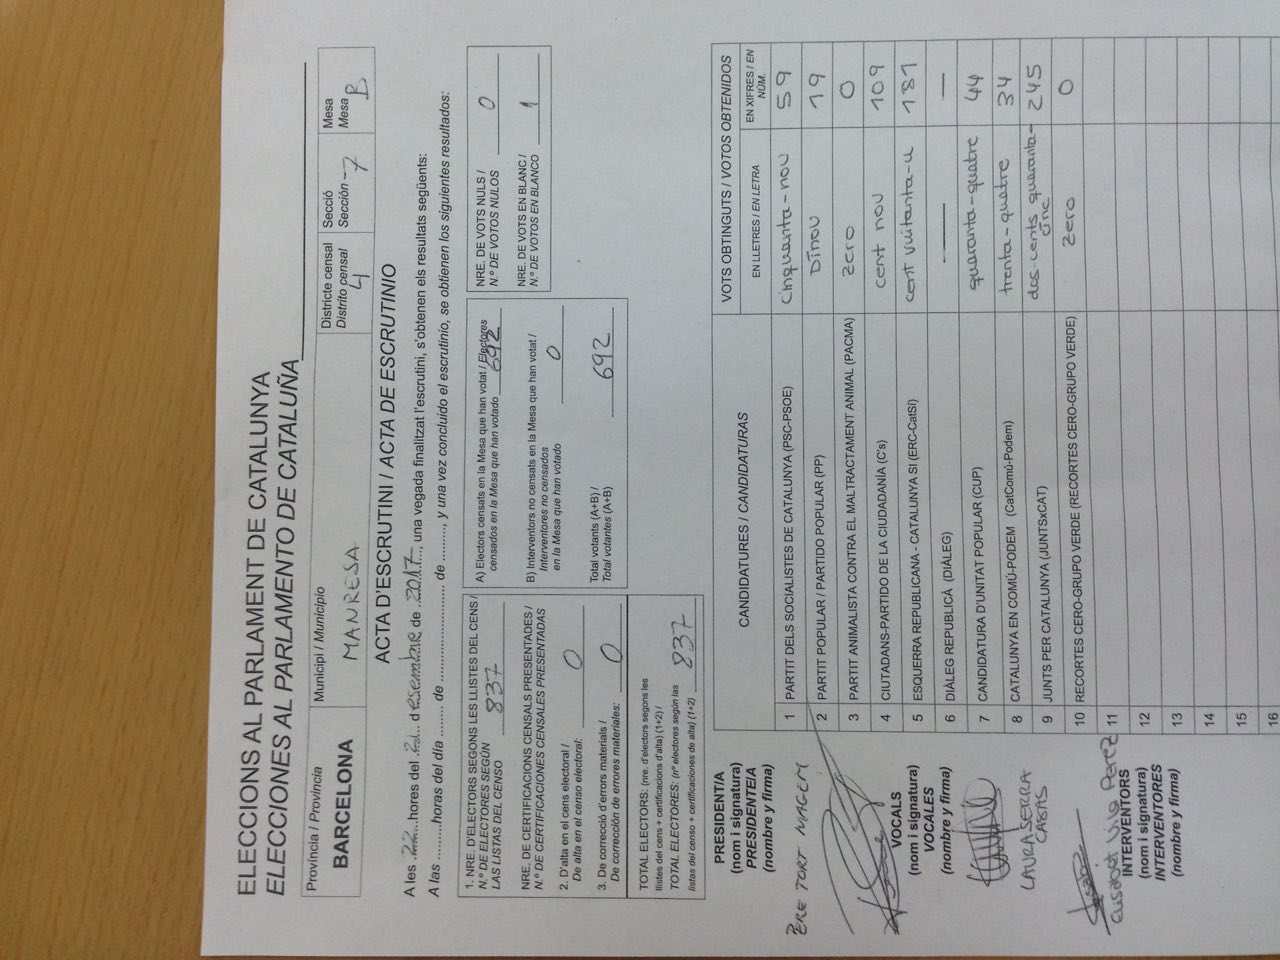 ELECCIONS AL PARLAMENT DE CATALUNYA
ELECCIONES AL PARLAMENTO DE CATALUÑA
Província / Provincia
BARCELONA
Municipi / Municipio
MANRESA
Districte censal
Distrito censal
4
Secció
Sección
7
Mesa
Mesa
B
ACTA D'ESCRUTINI / ACTA DE ESCRUTINIO
A les 22 hores del d desembre de 2017, una vegada finalitzat l'escrutini, s'obtenen els resultats següents:
A las ........horas del día ........ de ........................ de ........, y una vez concluido el escrutinio, se obtienen los siguientes resultados:
1. NRE. D'ELECTORS SEGONS LES LLISTES DEL CENS /
N.º DE ELECTORES SEGÚN
LAS LISTAS DEL CENSO 837
NRE. DE CERTIFICACIONS CENSALS PRESENTADES /
N.º DE CERTIFICACIONES CENSALES PRESENTADAS
2. D'alta en el cens electoral /
De alta en el censo electoral: 0
3. De correcció d'errors materials /
De corrección de errores materiales: 0
TOTAL ELECTORS: (nre. d'electors segons les
llistes del cens + certificacions d'alta) (1+2) /
TOTAL ELECTORES: (nº electores según las
listas del censo + certificaciones de alta) (1+2) 837
A) Electors censats en la Mesa que han votat / Electores
censados en la Mesa que han votado 692
B) Interventors no censats en la Mesa que han votat /
Interventores no censados
en la Mesa que han votado 0
Total votants (A+B) /
Total votantes (A+B) 692
NRE. DE VOTS NULS /
N.º DE VOTOS NULOS 0
NRE. DE VOTS EN BLANC /
N.º DE VOTOS EN BLANCO 1
CANDIDATURES / CANDIDATURAS
VOTS OBTINGUTS / VOTOS OBTENIDOS
EN LLETRES / EN LETRA
EN XIFRES / EN
NÚM.
1 PARTIT DELS SOCIALISTES DE CATALUNYA (PSC-PSOE) cinquanta-nou 59
2 PARTIT POPULAR / PARTIDO POPULAR (PP) Dinou 19
3 PARTIT ANIMALISTA CONTRA EL MALTRACTAMENT ANIMAL (PACMA) zero 0
4 CIUTADANS-PARTIDO DE LA CIUDADANÍA (C's) cent nou 109
5 ESQUERRA REPUBLICANA - CATALUNYA SI (ERC-CatSí) cent vuitanta-u 181
6 DIÀLEG REPUBLICÀ (DIÀLEG) — —
7 CANDIDATURA D'UNITAT POPULAR (CUP) quaranta-quatre 44
8 CATALUNYA EN COMÚ-PODEM (CatComú-Podem) trenta-quatre 34
9 JUNTS PER CATALUNYA (JUNTSxCAT) dos-cents quaranta-cinc 245
10 RECORTES CERO-GRUPO VERDE (RECORTES CERO-GRUPO VERDE) zero 0
11
12
13
14
15
16
PRESIDENT/A
(nom i signatura)
PRESIDENTE/A
(nombre y firma)
PERE TORT MAGEM
VOCALS
(nom i signatura)
VOCALES
(nombre y firma)
LAURA SERRA
CASAS
Elisabet Vila Perez
INTERVENTORS
(nom i signatura)
INTERVENTORES
(nombre y firma)